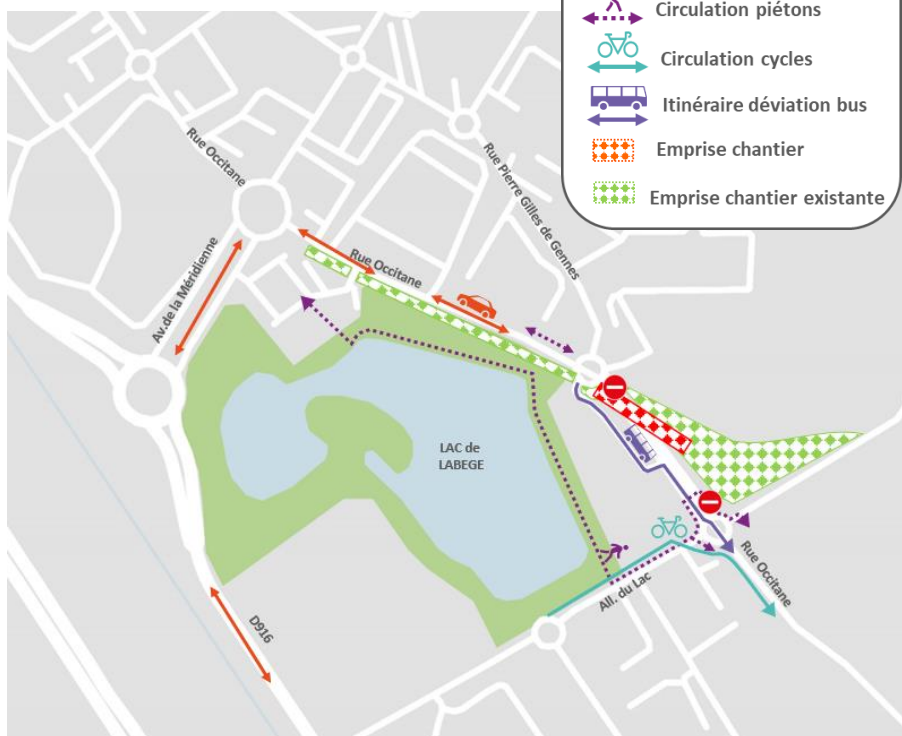 Circulation piétons
Circulation cycles
Itinéraire déviation bus
Emprise chantier
Emprise chantier existante
Rue Occitane
Rue Pierre Gilles de Gennes
Av.de la Méridienne
Rue Occitane
LAC de
LABEGE
All. du Lac
Rue Occitane
D916